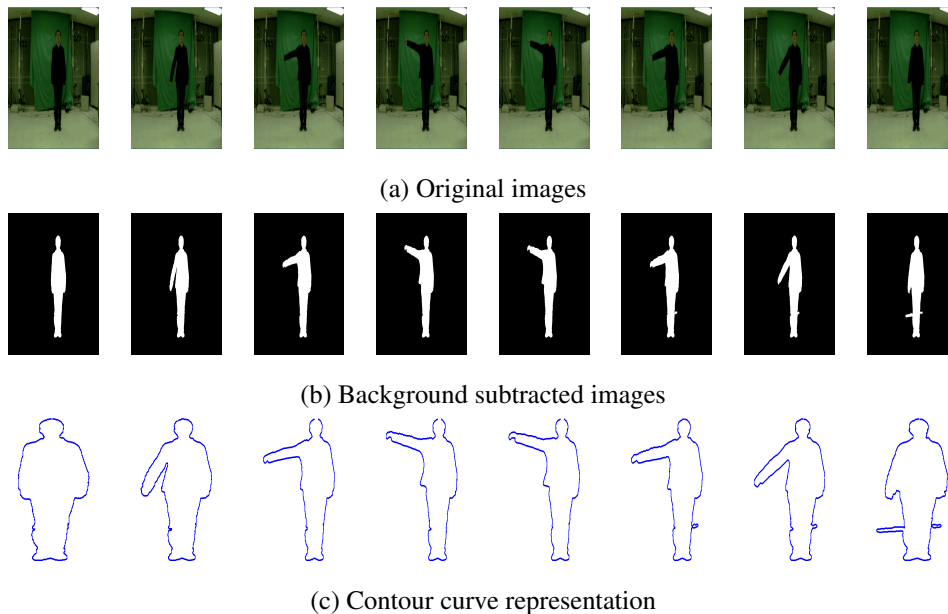 (a) Original images
(b) Background subtracted images
(c) Contour curve representation